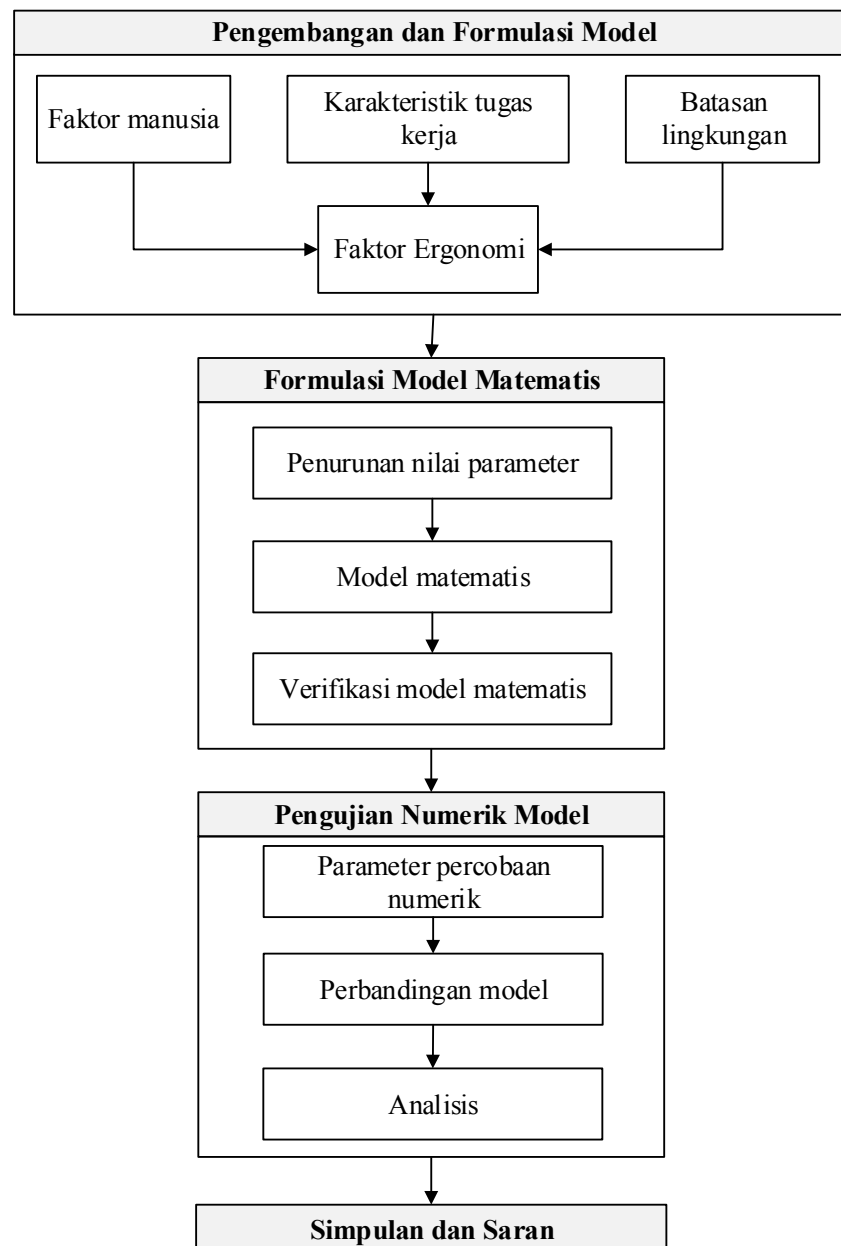 Pengembangan dan Formulasi Model
Faktor manusia
Karakteristik tugas
kerja
Batasan
lingkungan
Faktor Ergonomi
Formulasi Model Matematis
Penurunan nilai parameter
Model matematis
Verifikasi model matematis
Pengujian Numerik Model
Parameter percobaan
numerik
Perbandingan model
Analisis
Simpulan dan Saran